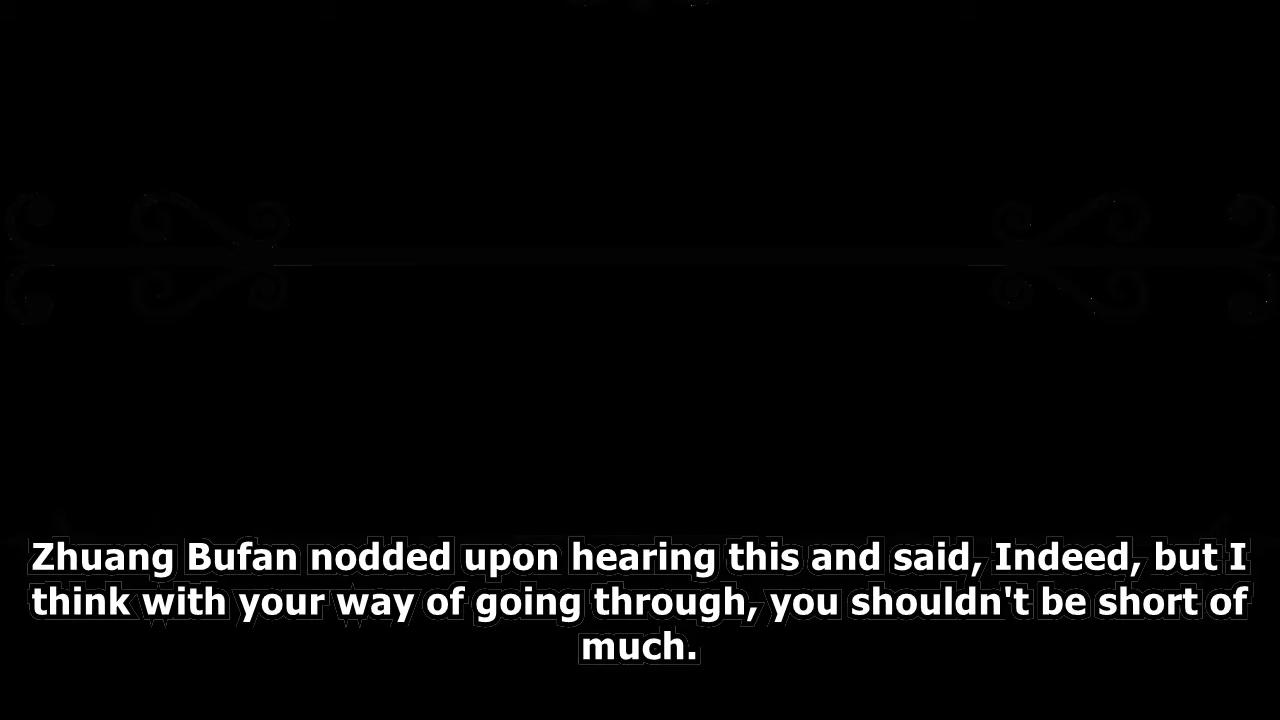 Zhuang Bufan nodded upon hearing this and said, Indeed, but I
think with your way of going through, you shouldn't be short of
much.